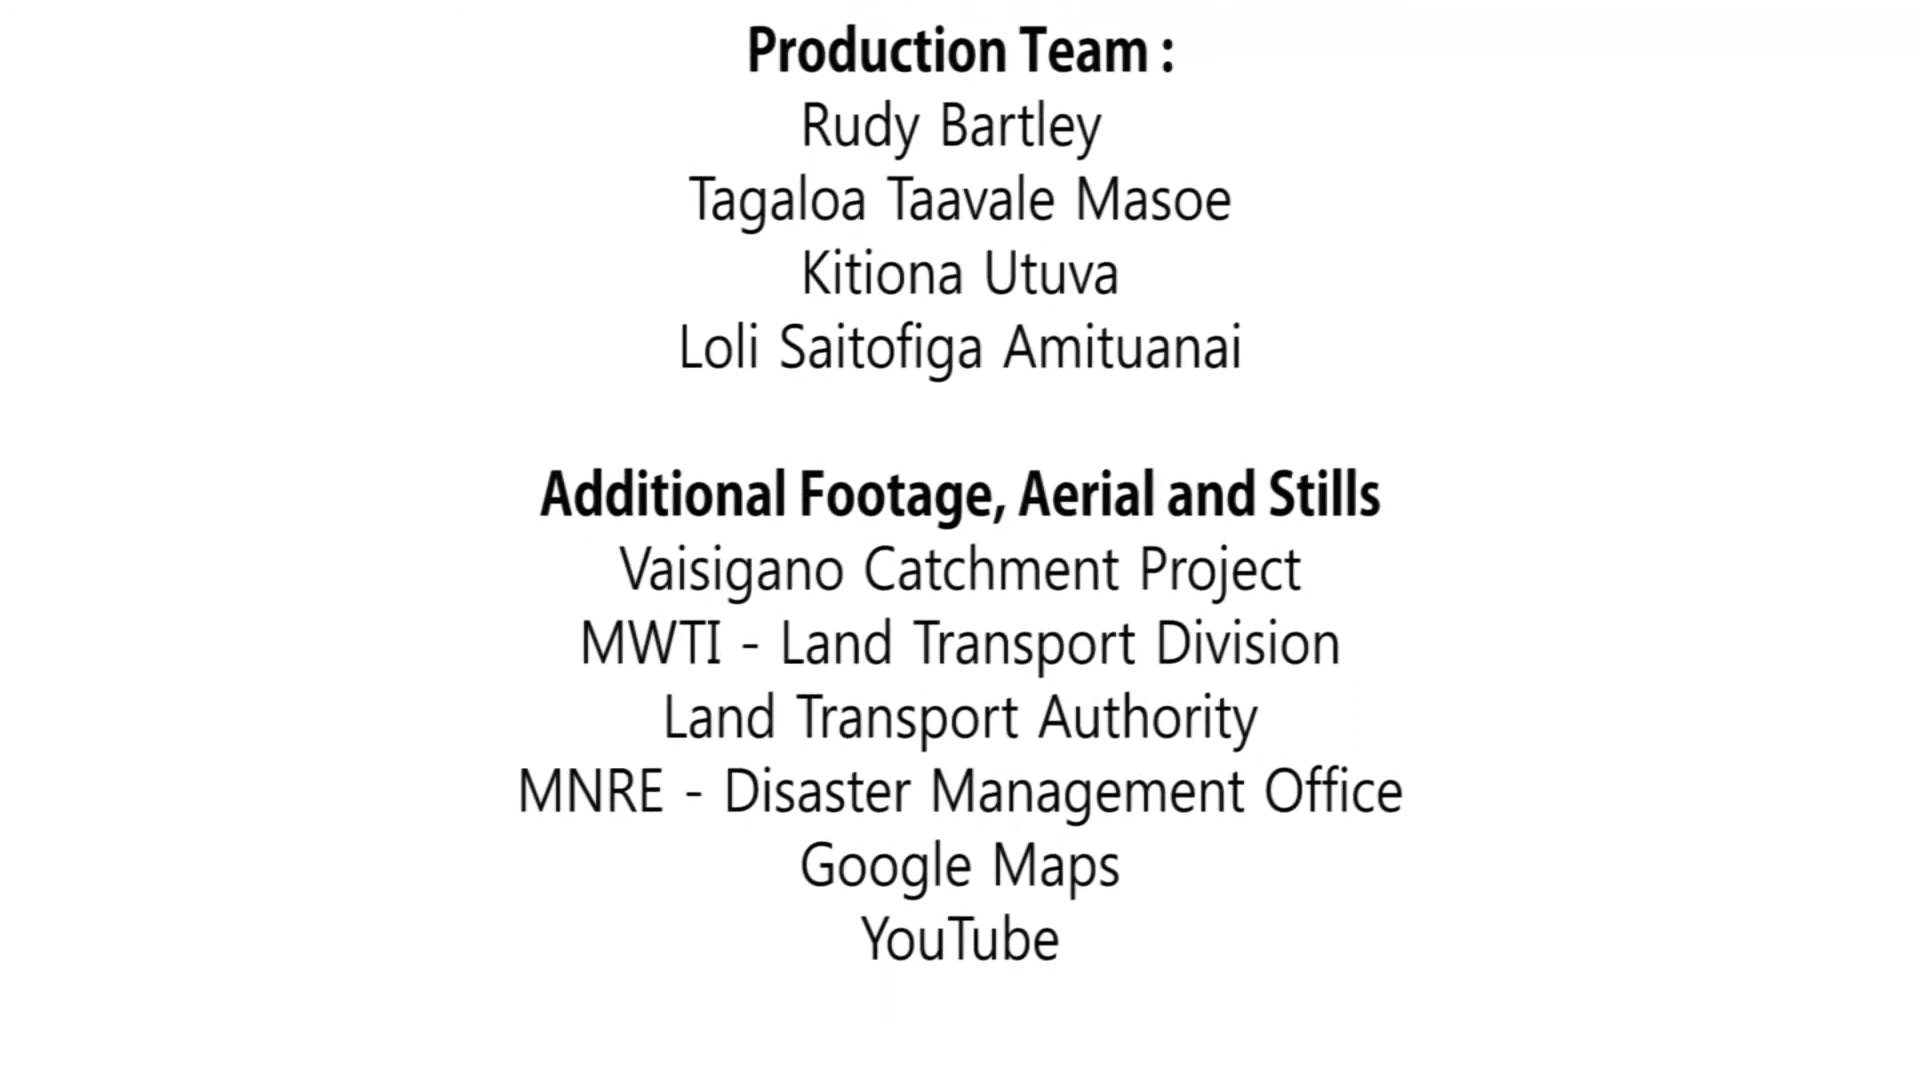 Production Team :
Rudy Bartley
Tagaloa Taavale Masoe
Kitiona Utuva
Loli Saitofiga Amituanai
Additional Footage, Aerial and Stills
Vaisigano Catchment Project
MWTI - Land Transport Division
Land Transport Authority
MNRE - Disaster Management Office
Google Maps
YouTube